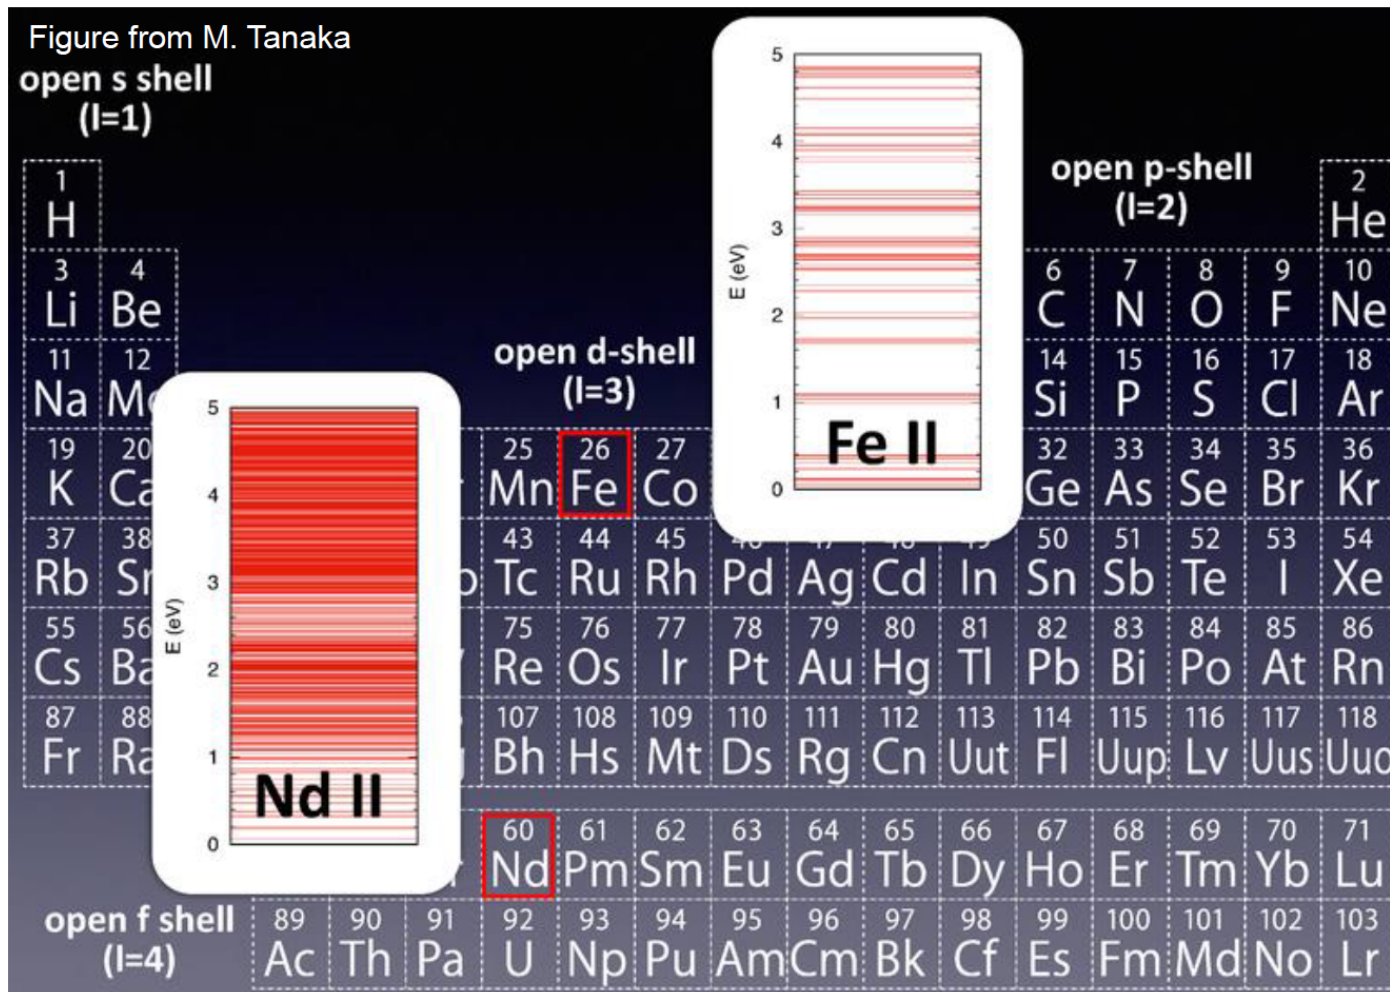 Figure from M. Tanaka
open s shell
(l=1)
open p-shell
(l=2)
open d-shell
(l=3)
1 2
H He
3 4 6 7 8 9 10
Li Be C N O F Ne
11 12 14 15 16 17 18
Na Si P S Cl Ar
19 20 25 26 27 32 33 34 35 36
K Ca Mn Fe Co Ge As Se Br Kr
37 38 43 44 45 50 51 52 53 54
Rb Sr Tc Ru Rh Pd Ag Cd In Sn Sb Te I Xe
55 56 75 76 77 78 79 80 81 82 83 84 85 86
Cs Ba Re Os Ir Pt Au Hg Tl Pb Bi Po At Rn
87 88 107 108 109 110 111 112 113 114 115 116 117 118
Fr Ra Bh Hs Mt Ds Rg Cn Uut Fl Uup Lv Uus Uuo
60 61 62 63 64 65 66 67 68 69 70 71
Nd Pm Sm Eu Gd Tb Dy Ho Er Tm Yb Lu
open f shell
(l=4)
89 90 91 92 93 94 95 96 97 98 99 100 101 102 103
Ac Th Pa U Np Pu Am Cm Bk Cf Es Fm Md No Lr
5
4
3
2
1
0
E (eV)
Fe II
5
4
3
2
1
0
E (eV)
Nd II